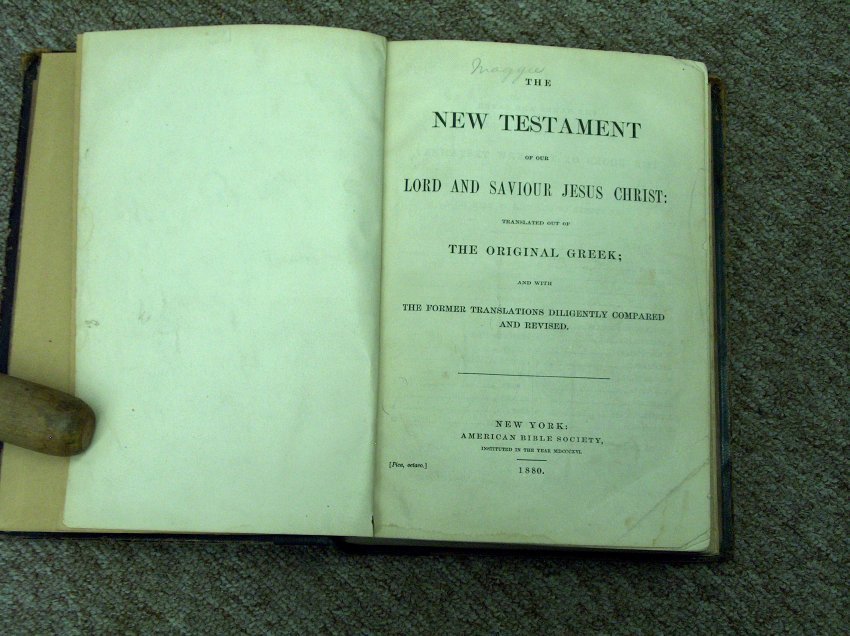 Maggie
THE
NEW TESTAMENT
OF OUR
LORD AND SAVIOUR JESUS CHRIST:
TRANSLATED OUT OF
THE ORIGINAL GREEK;
AND WITH
THE FORMER TRANSLATIONS DILIGENTLY COMPARED
AND REVISED.
NEW YORK:
AMERICAN BIBLE SOCIETY,
INSTITUTED IN THE YEAR MDCCCXVI.
[Pica, octavo.]
1880.